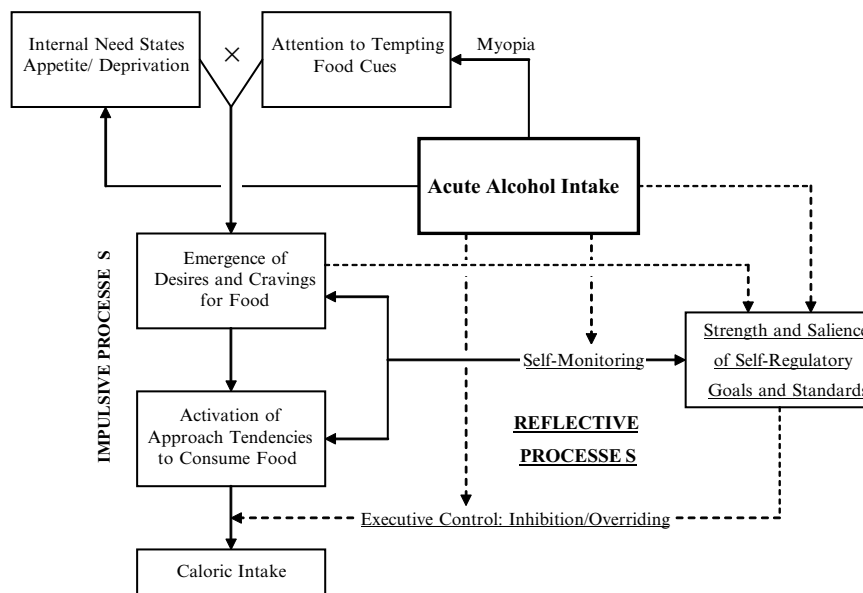 Internal Need States
Appetite/ Deprivation
×
Attention to Tempting
Food Cues
Myopia
Acute Alcohol Intake
IMPULSIVE PROCESSE S
Emergence of
Desires and Cravings
for Food
Self-Monitoring
Strength and Salience
of Self-Regulatory
Goals and Standards
Activation of
Approach Tendencies
to Consume Food
REFLECTIVE
PROCESSE S
Executive Control: Inhibition/Overriding
Caloric Intake